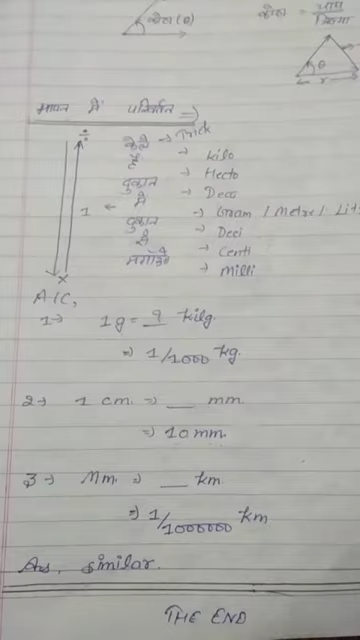 कोण (θ)
कोण = चाप / त्रिज्या
θ
r
मापन में परिवर्तन =>
÷
कैसे -> Trick
हैं -> Kilo
दुकान -> Hecto
में -> Deca
1 <- दुकान -> Gram / Metre / Lit
से -> Deci
मंगाओ -> Centi
-> Milli
x
A/C,
1-> 1g = __ kilg.
=> 1/1000 kg.
2-> 1 cm. => __ mm
=> 10 mm.
3-> Mm. => __ km
=> 1/1000000 km
Ans, similar.
THE END